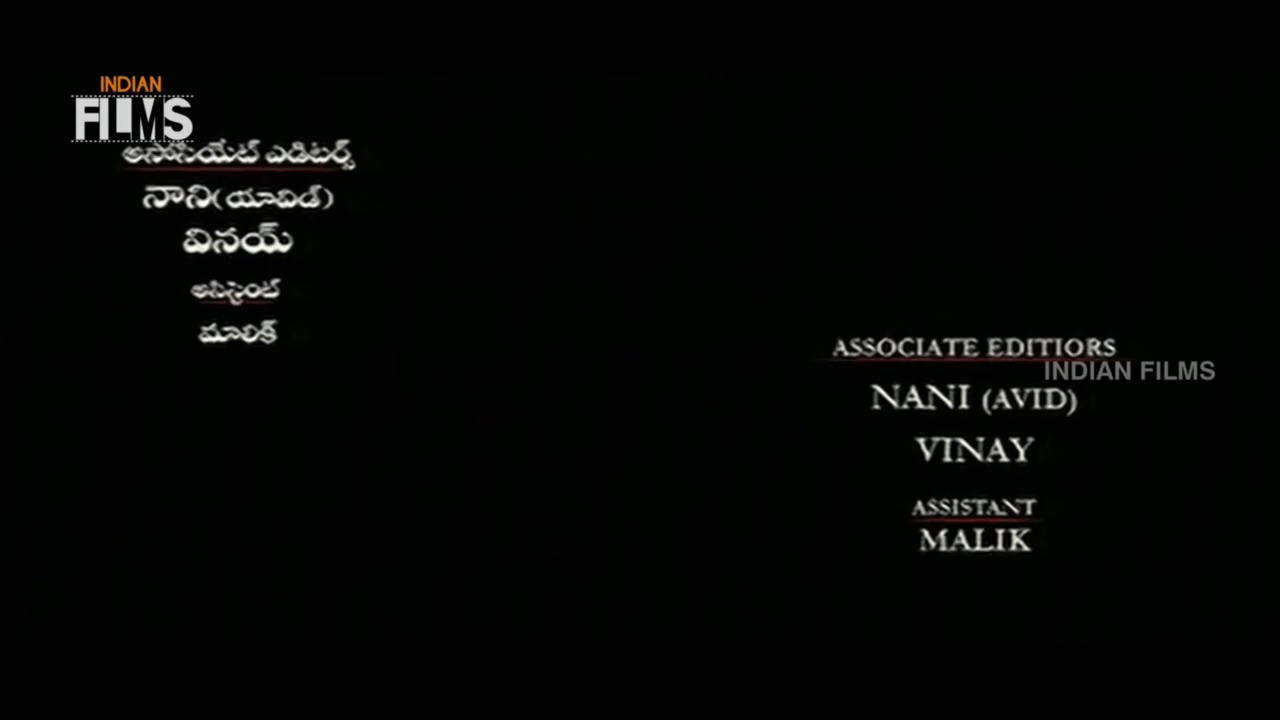 INDIAN
FILMS
అసోసియేట్ ఎడిటర్స్
నాని(యావిడ్)
వినయ్
అసిస్టెంట్
మాలిక్
ASSOCIATE EDITIORS
INDIAN FILMS
NANI (AVID)
VINAY
ASSISTANT
MALIK